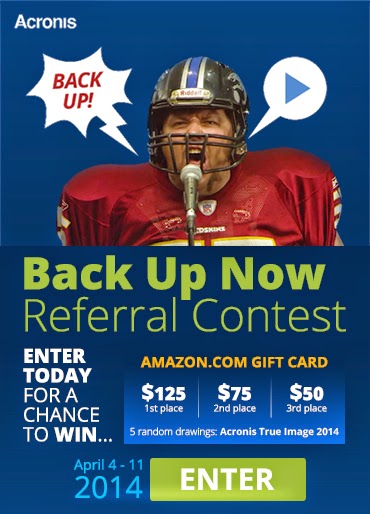 Acronis
BACK
UP!
Riddell
REDSKINS
Back Up Now
Referral Contest
ENTER
TODAY
FOR A
CHANCE
TO WIN...
AMAZON.COM GIFT CARD
$125
1st place
$75
2nd place
$50
3rd place
5 random drawings: Acronis True Image 2014
April 4 - 11
2014
ENTER